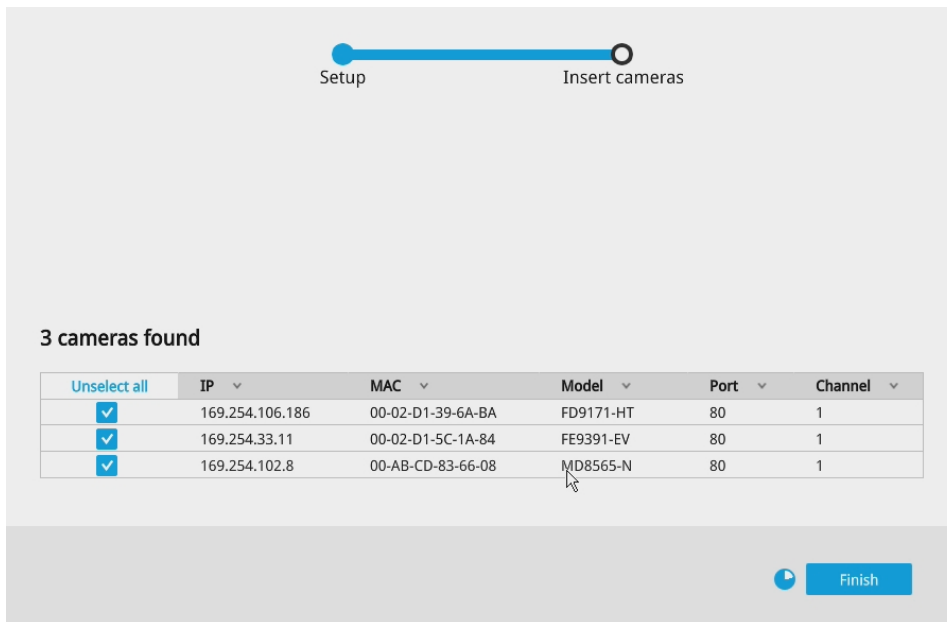 Setup Insert cameras
3 cameras found
Unselect all IP MAC Model Port Channel
169.254.106.186 00-02-D1-39-6A-BA FD9171-HT 80 1
169.254.33.11 00-02-D1-5C-1A-84 FE9391-EV 80 1
169.254.102.8 00-AB-CD-83-66-08 MD8565-N 80 1
Finish